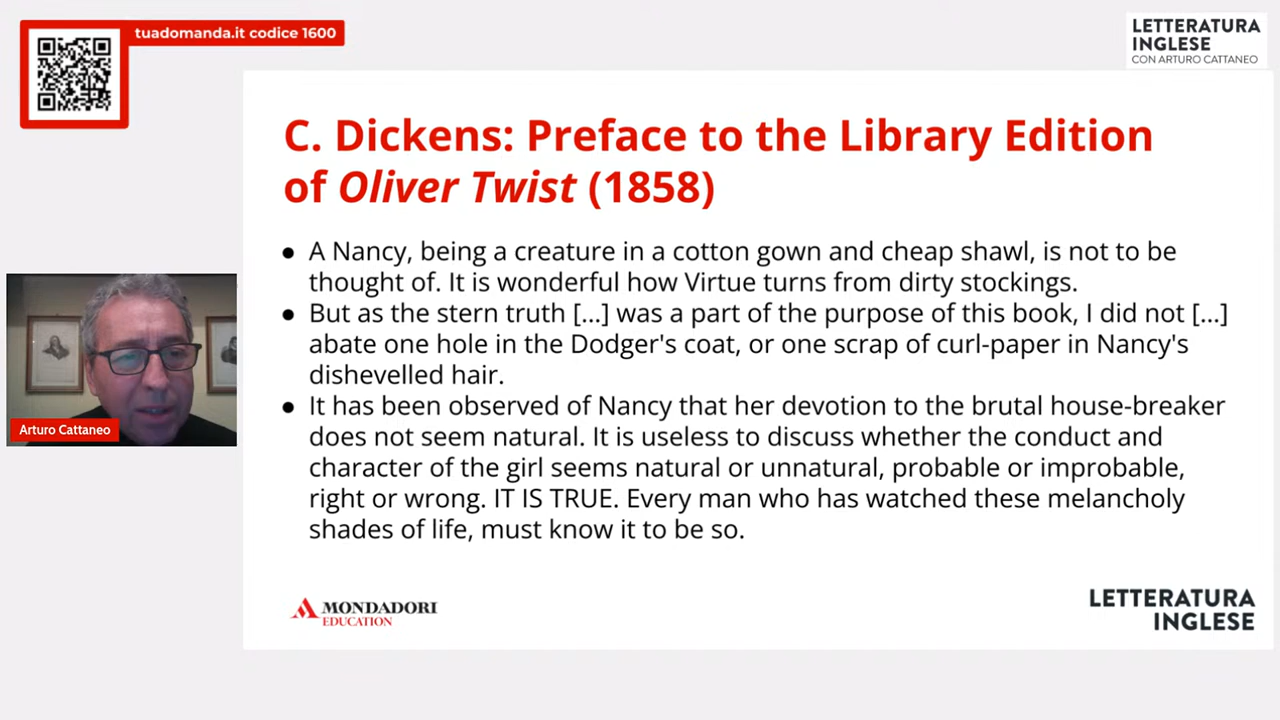 tuadomanda.it codice 1600
LETTERATURA
INGLESE
CON ARTURO CATTANEO
C. Dickens: Preface to the Library Edition
of Oliver Twist (1858)
● A Nancy, being a creature in a cotton gown and cheap shawl, is not to be
thought of. It is wonderful how Virtue turns from dirty stockings.
● But as the stern truth [...] was a part of the purpose of this book, I did not [...]
abate one hole in the Dodger's coat, or one scrap of curl-paper in Nancy's
dishevelled hair.
● It has been observed of Nancy that her devotion to the brutal house-breaker
does not seem natural. It is useless to discuss whether the conduct and
character of the girl seems natural or unnatural, probable or improbable,
right or wrong. IT IS TRUE. Every man who has watched these melancholy
shades of life, must know it to be so.
Arturo Cattaneo
MONDADORI
EDUCATION
LETTERATURA
INGLESE